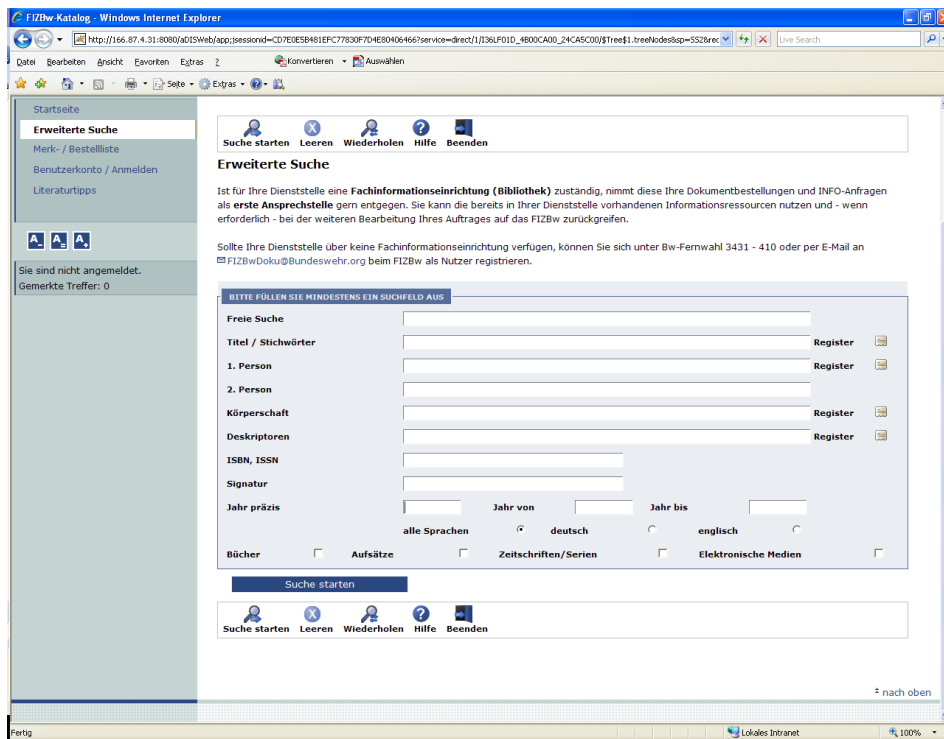 FIZBw-Katalog - Windows Internet Explorer
http://166.87.4.31:8080/aDISWeb/app;jsessionid=CD7E0E5B481EFC77830F7D4E80406466?service=direct/1/I36LF01D_4B00CA00_24CA5C00/$Tree$1.treeNodes&sp=SS2&rec
Live Search
Datei Bearbeiten Ansicht Favoriten Extras ?
Konvertieren Auswählen
Seite Extras
Startseite
Erweiterte Suche
Merk- / Bestellliste
Benutzerkonto / Anmelden
Literaturtipps
A- A= A+
Sie sind nicht angemeldet.
Gemerkte Treffer: 0
Suche starten Leeren Wiederholen Hilfe Beenden
Erweiterte Suche
Ist für Ihre Dienststelle eine Fachinformationseinrichtung (Bibliothek) zuständig, nimmt diese Ihre Dokumentbestellungen und INFO-Anfragen
als erste Ansprechstelle gern entgegen. Sie kann die bereits in Ihrer Dienststelle vorhandenen Informationsressourcen nutzen und - wenn
erforderlich - bei der weiteren Bearbeitung Ihres Auftrages auf das FIZBw zurückgreifen.
Sollte Ihre Dienststelle über keine Fachinformationseinrichtung verfügen, können Sie sich unter Bw-Fernwahl 3431 - 410 oder per E-Mail an
FIZBwDoku@Bundeswehr.org beim FIZBw als Nutzer registrieren.
BITTE FÜLLEN SIE MINDESTENS EIN SUCHFELD AUS
Freie Suche
Titel / Stichwörter Register
1. Person Register
2. Person
Körperschaft Register
Deskriptoren Register
ISBN, ISSN
Signatur
Jahr präzis Jahr von Jahr bis
alle Sprachen deutsch englisch
Bücher Aufsätze Zeitschriften/Serien Elektronische Medien
Suche starten
Suche starten Leeren Wiederholen Hilfe Beenden
nach oben
Fertig Lokales Intranet 100%